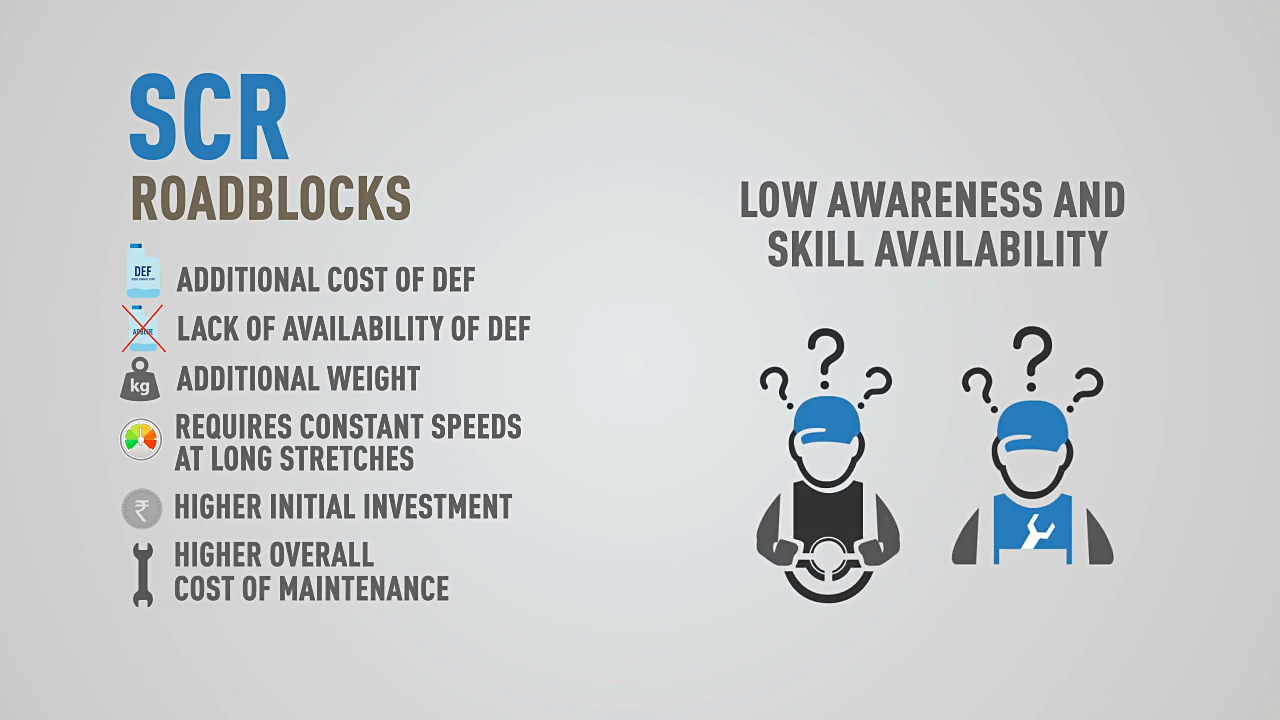 SCR
ROADBLOCKS
DEF
ADDITIONAL COST OF DEF
LACK OF AVAILABILITY OF DEF
kg
ADDITIONAL WEIGHT
REQUIRES CONSTANT SPEEDS
AT LONG STRETCHES
₹
HIGHER INITIAL INVESTMENT
HIGHER OVERALL
COST OF MAINTENANCE
LOW AWARENESS AND
SKILL AVAILABILITY
? ? ?
? ? ?